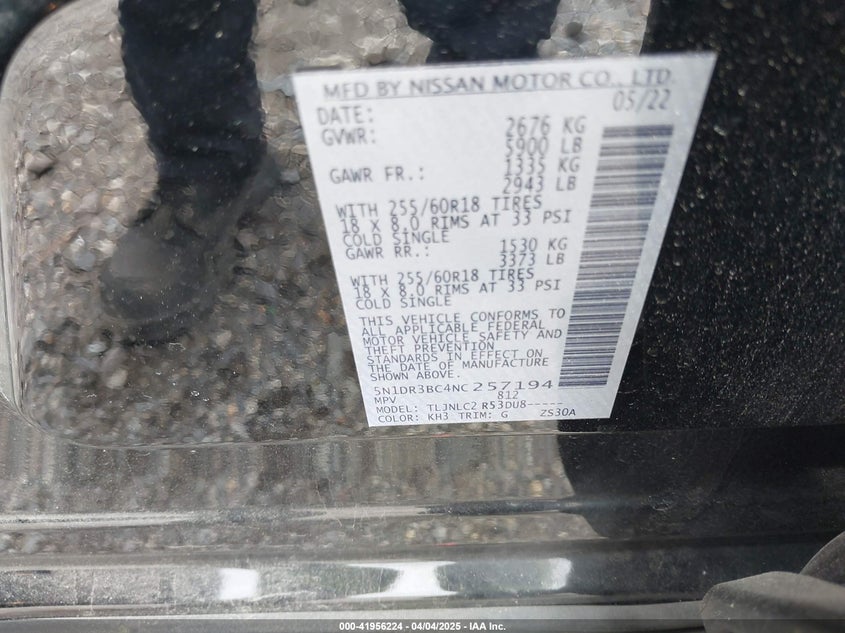 MFD BY NISSAN MOTOR CO., LTD.
DATE: 05/22
GVWR: 2676 KG
5900 LB
GAWR FR.: 1335 KG
2943 LB
WITH 255/60R18 TIRES
18 X 8.0 RIMS AT 33 PSI
COLD SINGLE
GAWR RR.: 1530 KG
3373 LB
WITH 255/60R18 TIRES
18 X 8.0 RIMS AT 33 PSI
COLD SINGLE
THIS VEHICLE CONFORMS TO
ALL APPLICABLE FEDERAL
MOTOR VEHICLE SAFETY AND
THEFT PREVENTION
STANDARDS IN EFFECT ON
THE DATE OF MANUFACTURE
SHOWN ABOVE.
5N1DR3BC4NC257194
MPV 812
MODEL: TLJNLC2 R53DU8-----
COLOR: KH3 TRIM: G ZS30A
000-41956224 - 04/04/2025 - IAA Inc.